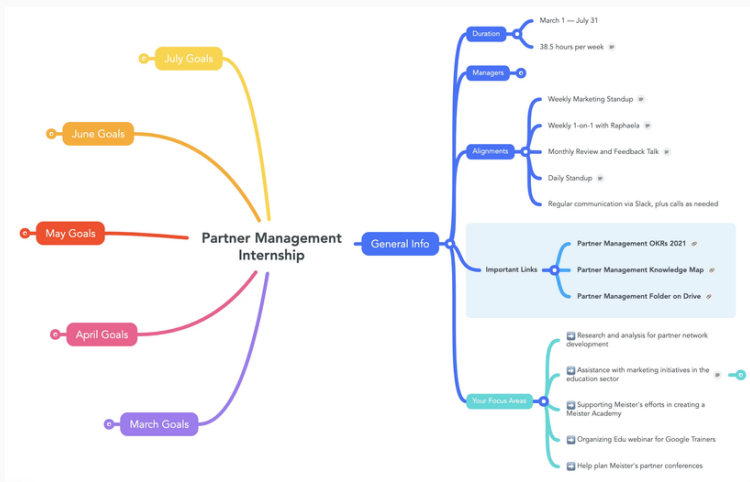 July Goals
June Goals
May Goals
April Goals
March Goals
Partner Management
Internship
General Info
Duration
March 1 — July 31
38.5 hours per week
Managers
Alignments
Weekly Marketing Standup
Weekly 1-on-1 with Raphaela
Monthly Review and Feedback Talk
Daily Standup
Regular communication via Slack, plus calls as needed
Important Links
Partner Management OKRs 2021
Partner Management Knowledge Map
Partner Management Folder on Drive
Your Focus Areas
Research and analysis for partner network
development
Assistance with marketing initiatives in the
education sector
Supporting Meister's efforts in creating a
Meister Academy
Organizing Edu webinar for Google Trainers
Help plan Meister's partner conferences